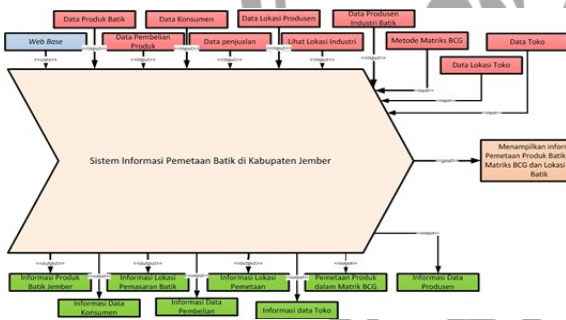 Data Produk Batik
Data Konsumen
Data Lokasi Produsen
Data Produsen
Industri Batik
Web Base
Data Pembelian
Produk
Data penjualan
Lihat Lokasi Industri
Metode Matriks BCG
Data Toko
Data Lokasi Toko
Sistem Informasi Pemetaan Batik di Kabupaten Jember
Menampilkan infor
Pemetaan Produk Batik
Matriks BCG dan Lokasi
Batik
Informasi Produk
Batik Jember
Informasi Lokasi
Pemasaran Batik
Informasi Lokasi
Pemetaan
Pemetaan Produk
dalam Matrik BCG
Informasi Data
Produsen
Informasi Data
Konsumen
Informasi Data
Pembelian
Informasi data Toko